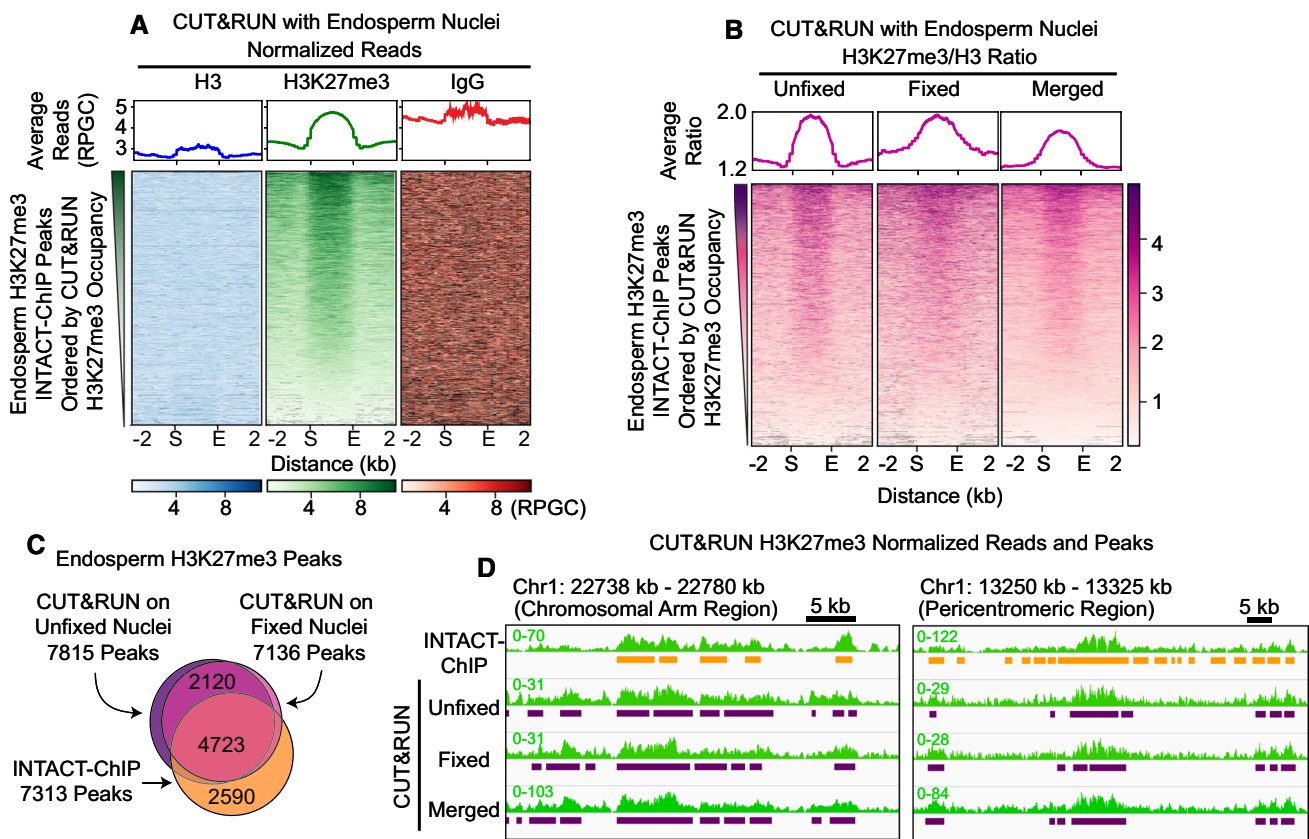 A
CUT&RUN with Endosperm Nuclei
Normalized Reads
H3
H3K27me3
IgG
Average
Reads
(RPGC)
5
4
3
Endosperm H3K27me3
INTACT-ChIP Peaks
Ordered by CUT&RUN
H3K27me3 Occupancy
-2 S E 2
-2 S E 2
-2 S E 2
Distance (kb)
4 8
4 8
4 8 (RPGC)
B
CUT&RUN with Endosperm Nuclei
H3K27me3/H3 Ratio
Unfixed
Fixed
Merged
Average
Ratio
2.0
1.2
Endosperm H3K27me3
INTACT-ChIP Peaks
Ordered by CUT&RUN
H3K27me3 Occupancy
4
3
2
1
-2 S E 2
-2 S E 2
-2 S E 2
Distance (kb)
C
Endosperm H3K27me3 Peaks
CUT&RUN on
Unfixed Nuclei
7815 Peaks
CUT&RUN on
Fixed Nuclei
7136 Peaks
2120
4723
2590
INTACT-ChIP
7313 Peaks
D
CUT&RUN H3K27me3 Normalized Reads and Peaks
Chr1: 22738 kb - 22780 kb
(Chromosomal Arm Region)
5 kb
Chr1: 13250 kb - 13325 kb
(Pericentromeric Region)
5 kb
INTACT-
ChIP
CUT&RUN
Unfixed
Fixed
Merged
0-70
0-31
0-31
0-103
0-122
0-29
0-28
0-84